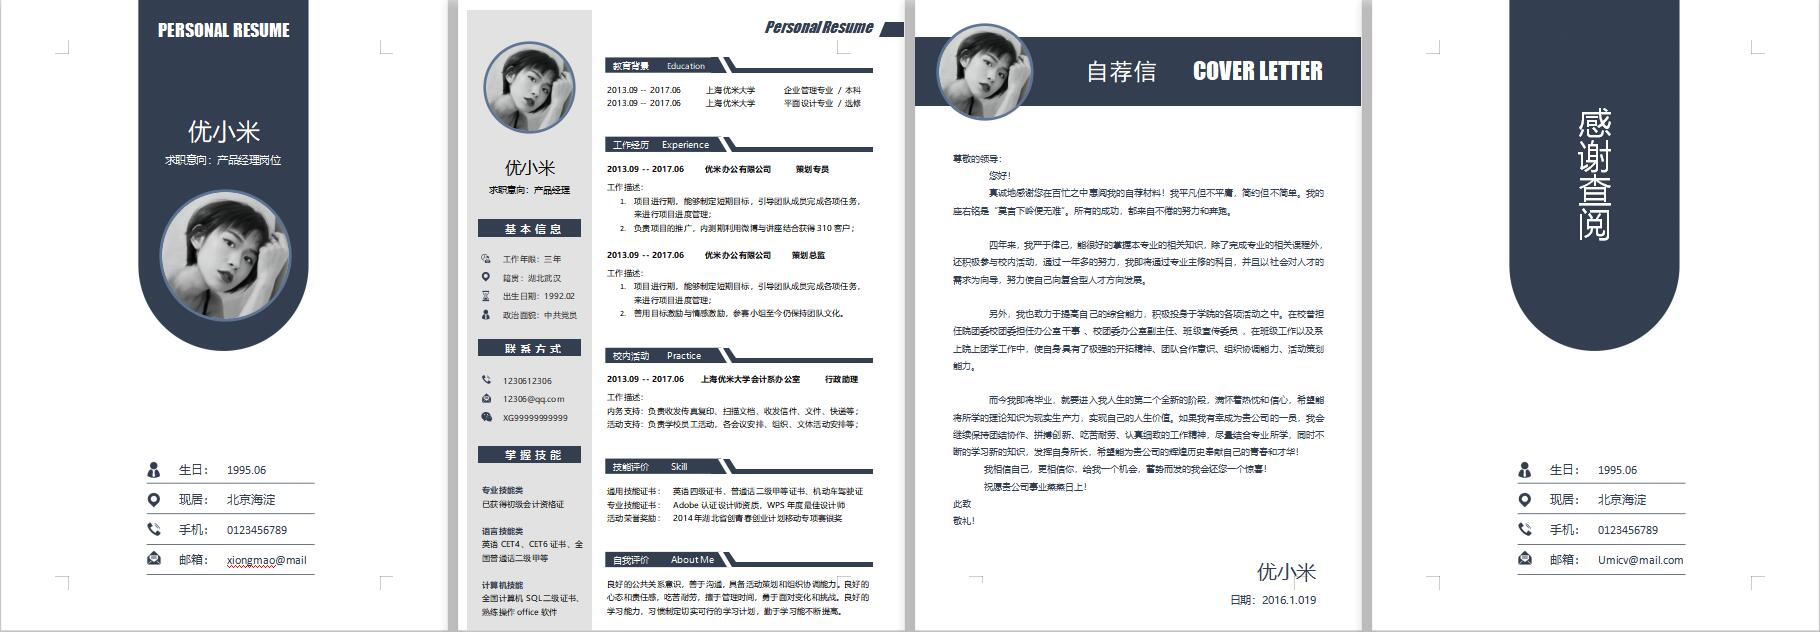 PERSONAL RESUME
优小米
求职意向：产品经理岗位
生日： 1995.06
现居： 北京海淀
手机： 0123456789
邮箱： xiongmao@mail
优小米
求职意向：产品经理
基本信息
工作年限：三年
籍贯：湖北武汉
出生日期：1992.02
政治面貌：中共党员
联系方式
1230612306
12306@qq.com
XG99999999999
掌握技能
专业技能类
已获得初级会计资格证
语言技能类
英语 CET4、CET6 证书、全
国普通话二级甲等
计算机技能
全国计算机 SQL二级证书、
熟练操作 office 软件
Personal Resume
教育背景 Education
2013.09 -- 2017.06 上海优米大学 企业管理专业 / 本科
2013.09 -- 2017.06 上海优米大学 平面设计专业 / 选修
工作经历 Experience
2013.09 -- 2017.06 优米办公有限公司 策划专员
工作描述：
1. 项目进行期，能够制定短期目标，引导团队成员完成各项任务，
来进行项目进度管理；
2. 负责项目的推广，内测期利用微博与讲座结合获得 310 客户；
2013.09 -- 2017.06 优米办公有限公司 策划总监
工作描述：
1. 项目进行期，能够制定短期目标，引导团队成员完成各项任务，
来进行项目进度管理；
2. 善用目标激励与情感激励，参赛小组至今仍保持团队文化。
校内活动 Practice
2013.09 -- 2017.06 上海优米大学会计系办公室 行政助理
工作描述：
内务支持：负责收发传真复印、扫描文档、收发信件、文件、快递等；
活动支持：负责学校员工活动，各会议安排、组织、文体活动安排等；
技能评价 Skill
通用技能证书： 英语四级证书、普通话二级甲等证书、机动车驾驶证
专业技能证书： Adobe 认证设计师资质，WPS 年度最佳设计师
活动荣誉奖励： 2014年湖北省创青春创业计划移动专项赛银奖
自我评价 About Me
良好的公共关系意识，善于沟通，具备活动策划和组织协调能力。良好的
心态和责任感，吃苦耐劳，擅于管理时间，勇于面对变化和挑战。良好的
学习能力，习惯制定切实可行的学习计划，勤于学习能不断提高。
自荐信 COVER LETTER
尊敬的领导：
您好！
真诚地感谢您在百忙之中惠阅我的自荐材料！我平凡但不平庸，简约但不简单。我的
座右铭是“莫言下岭便无难”。所有的成功，都来自不倦的努力和奔跑。
四年来，我严于律己，能很好的掌握本专业的相关知识，除了完成专业的相关课程外，
还积极参与校内活动，通过一年多的努力，我即将通过专业主修的科目，并且以社会对人才的
需求为向导，努力使自己向复合型人才方向发展。
另外，我也致力于提高自己的综合能力，积极投身于学院的各项活动之中。在校曾担
任院团委校团委担任办公室干事 、校团委办公室副主任、班级宣传委员 ，在班级工作以及系
上院上团学工作中，使自身具有了极强的开拓精神、团队合作意识、组织协调能力、活动策划
能力。
而今我即将毕业，就要进入我人生的第二个全新的阶段，满怀着热忱和信心，希望能
将所学的理论知识为现实生产力，实现自己的人生价值。如果我有幸成为贵公司的一员，我会
继续保持团结协作、拼搏创新、吃苦耐劳、认真细致的工作精神，尽量结合专业所学，同时不
断的学习新的知识，发挥自身所长，希望能为贵公司的辉煌历史奉献自己的青春和才华！
我相信自己，更相信你，给我一个机会，蓄势而发的我会还您一个惊喜！
祝愿贵公司事业蒸蒸日上！
此致
敬礼！
优小米
日期：2016.1.019
感谢查阅
生日： 1995.06
现居： 北京海淀
手机： 0123456789
邮箱： Umicv@mail.com